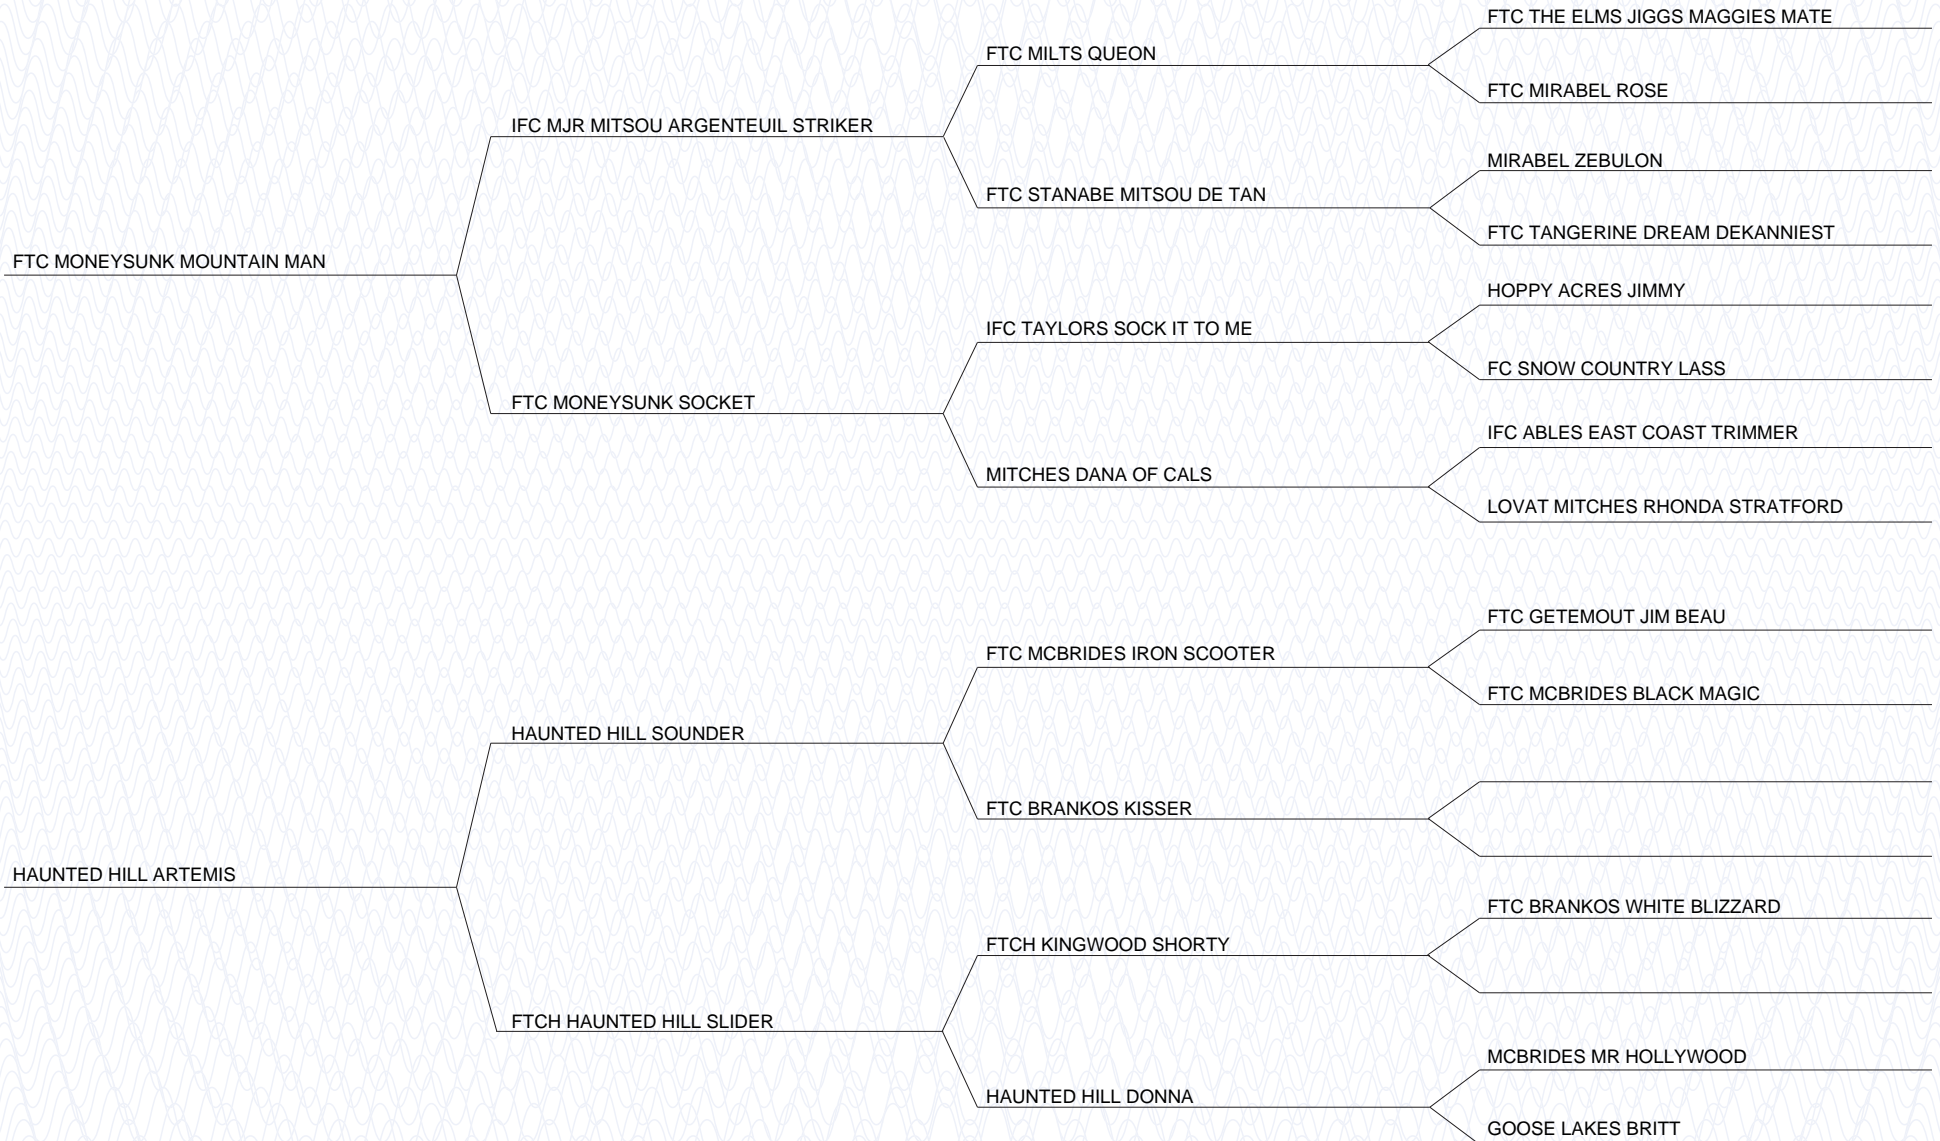 FTC THE ELMS JIGGS MAGGIES MATE
FTC MILTS QUEON
FTC MIRABEL ROSE
IFC MJR MITSOU ARGENTEUIL STRIKER
MIRABEL ZEBULON
FTC STANABE MITSOU DE TAN
FTC TANGERINE DREAM DEKANNIEST
FTC MONEYSUNK MOUNTAIN MAN
HOPPY ACRES JIMMY
IFC TAYLORS SOCK IT TO ME
FC SNOW COUNTRY LASS
FTC MONEYSUNK SOCKET
IFC ABLES EAST COAST TRIMMER
MITCHES DANA OF CALS
LOVAT MITCHES RHONDA STRATFORD
FTC GETEMOUT JIM BEAU
FTC MCBRIDES IRON SCOOTER
FTC MCBRIDES BLACK MAGIC
HAUNTED HILL SOUNDER
FTC BRANKOS KISSER
HAUNTED HILL ARTEMIS
FTC BRANKOS WHITE BLIZZARD
FTCH KINGWOOD SHORTY
FTCH HAUNTED HILL SLIDER
MCBRIDES MR HOLLYWOOD
HAUNTED HILL DONNA
GOOSE LAKES BRITT